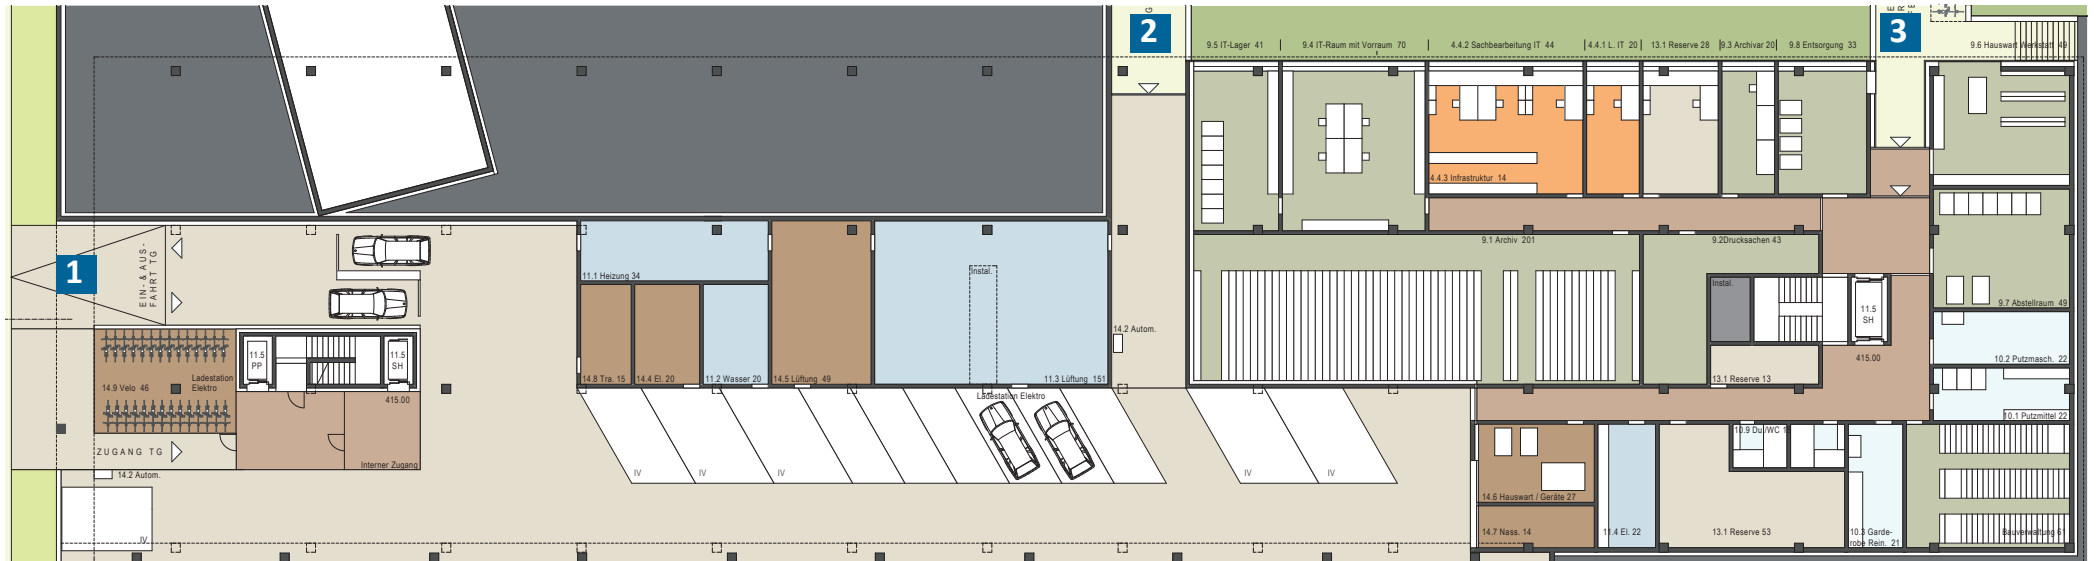 1
2
3
G
9.5 IT-Lager 41
9.4 IT-Raum mit Vorraum 70
4.4.2 Sachbearbeitung IT 44
4.4.1 L. IT 20
13.1 Reserve 28
9.3 Archivar 20
9.8 Entsorgung 33
9.6 Hauswart Werkstatt 49
4.4.3 Infrastruktur 14
9.1 Archiv 201
9.2Drucksachen 43
EIN- & AUS-
FAHRT TG
11.1 Heizung 34
Instal.
Instal.
11.5
SH
9.7 Abstellraum 49
14.2 Autom.
415.00
10.2 Putzmasch. 22
11.5
PP
11.5
SH
14.9 Velo 46
Ladestation
Elektro
415.00
14.8 Tra. 15
14.4 El. 20
11.2 Wasser 20
14.5 Lüftung 49
11.3 Lüftung 151
13.1 Reserve 13
Ladestation Elektro
10.1 Putzmittel 22
10.9 Du./WC
ZUGANG TG
Interner Zugang
14.2 Autom.
IV
IV
IV
IV
IV
IV
14.6 Hauswart / Geräte 27
14.7 Nass. 14
11.4 El. 22
13.1 Reserve 53
10.3 Garde-
robe Rein. 21
Bauverwaltung 61